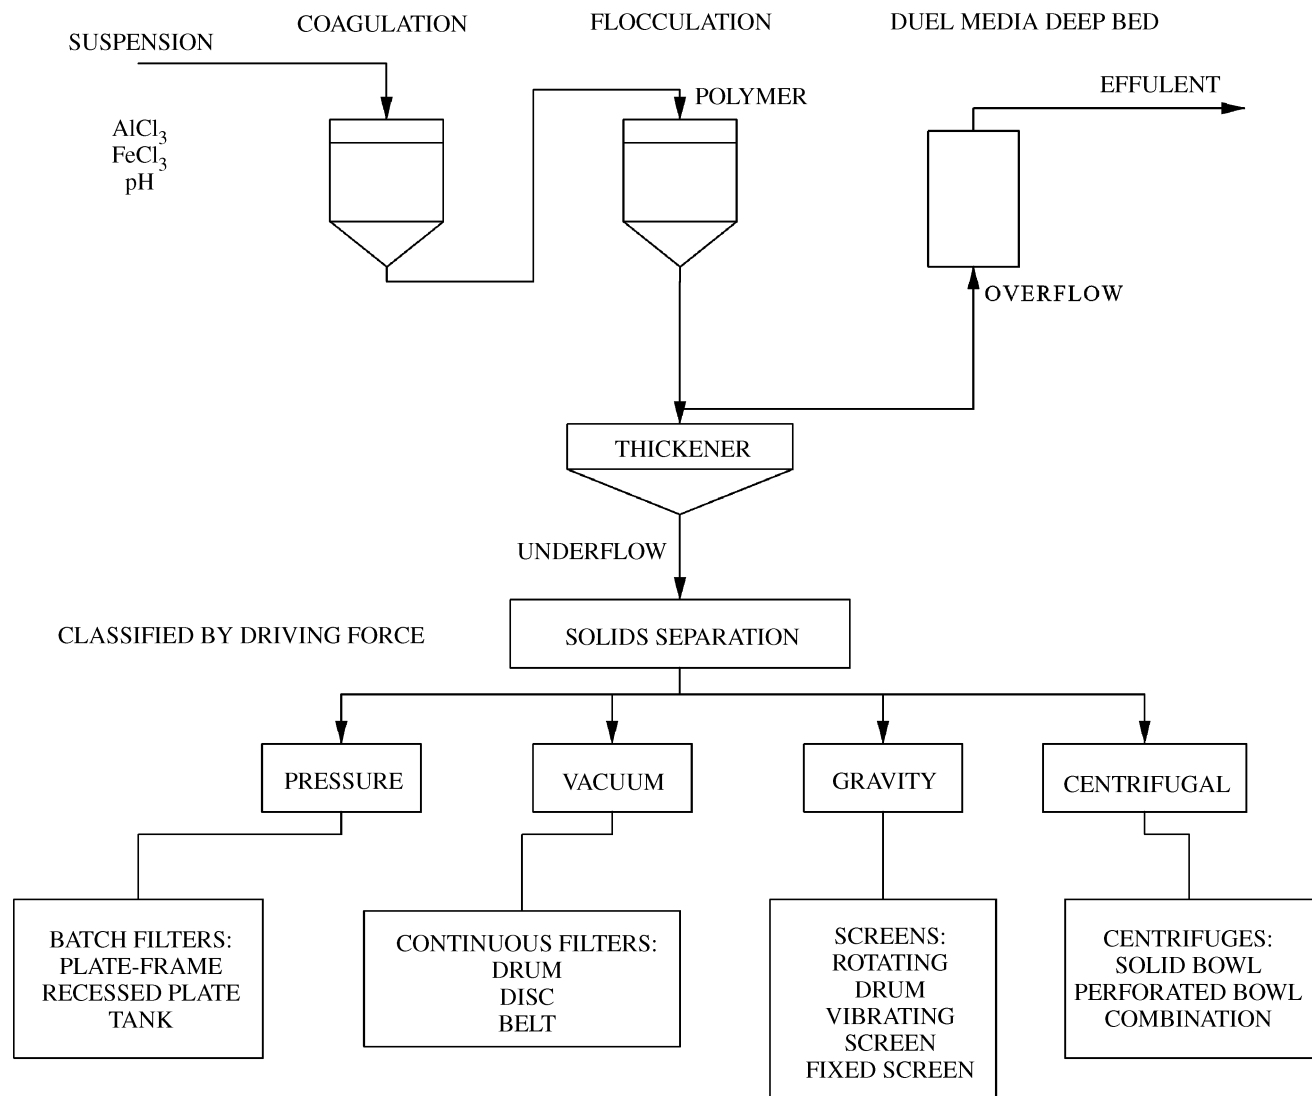 COAGULATION
FLOCCULATION
DUEL MEDIA DEEP BED
SUSPENSION
EFFULENT
POLYMER
AlCl3
FeCl3
pH
OVERFLOW
THICKENER
UNDERFLOW
CLASSIFIED BY DRIVING FORCE
SOLIDS SEPARATION
PRESSURE
VACUUM
GRAVITY
CENTRIFUGAL
BATCH FILTERS:
PLATE-FRAME
RECESSED PLATE
TANK
CONTINUOUS FILTERS:
DRUM
DISC
BELT
SCREENS:
ROTATING
DRUM
VIBRATING
SCREEN
FIXED SCREEN
CENTRIFUGES:
SOLID BOWL
PERFORATED BOWL
COMBINATION